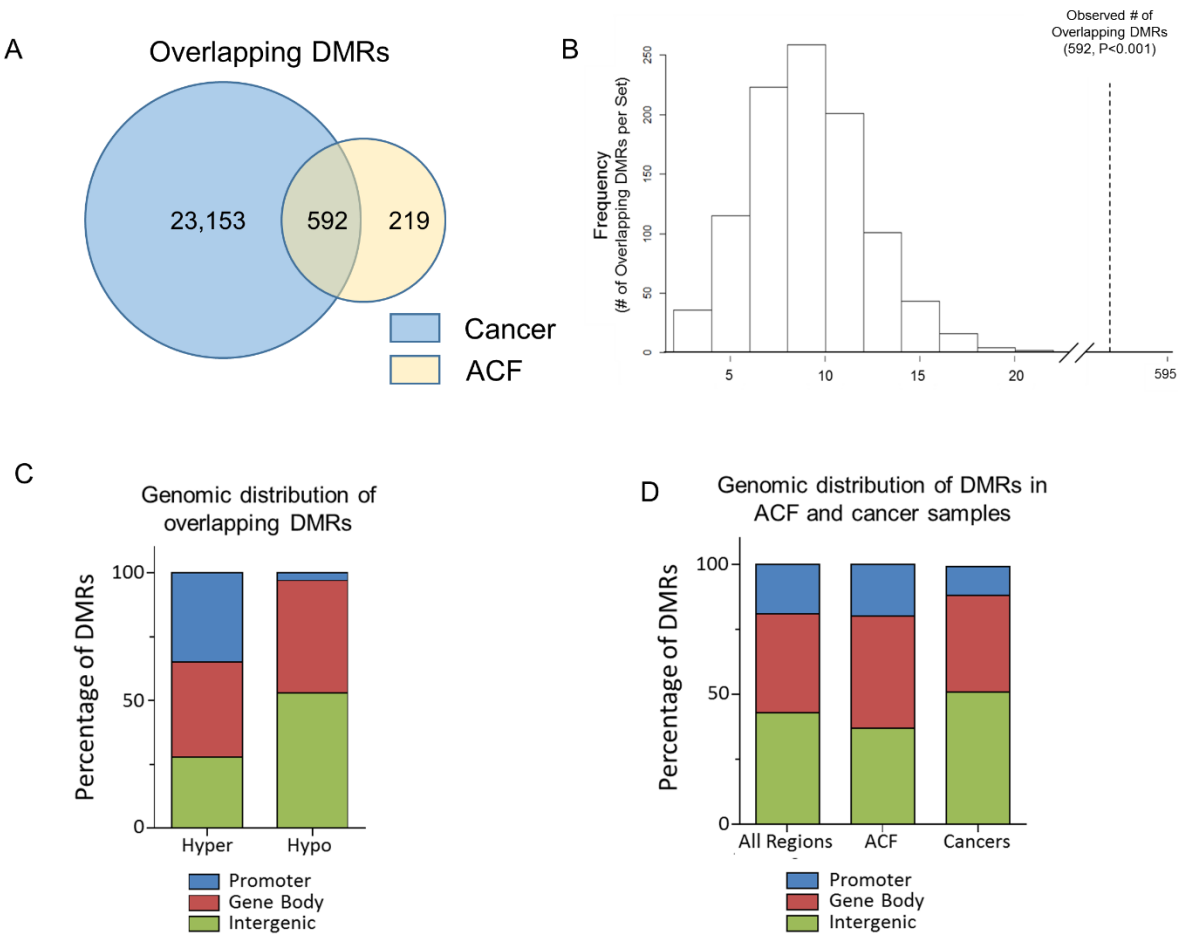 A
Overlapping DMRs
23,153
592
219
Cancer
ACF
B
Observed # of
Overlapping DMRs
(592, P<0.001)
Frequency
(# of Overlapping DMRs per Set)
250
200
150
100
50
0
5
10
15
20
595
C
Genomic distribution of
overlapping DMRs
Percentage of DMRs
100
50
0
Hyper
Hypo
Promoter
Gene Body
Intergenic
D
Genomic distribution of DMRs in
ACF and cancer samples
Percentage of DMRs
100
50
0
All Regions
ACF
Cancers
Promoter
Gene Body
Intergenic